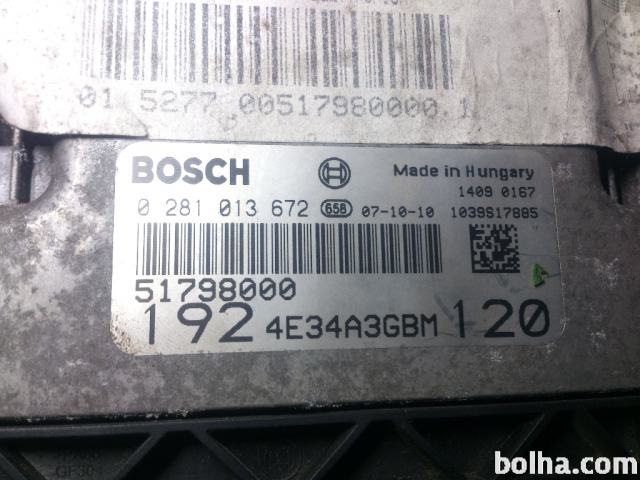 01 5277 00517980000 1
BOSCH
Made in Hungary
1409 0167
0 281 013 672 658 07-10-10 1039S17885
51798000
192 4E34A3GBM 120
GF30
bolha.com